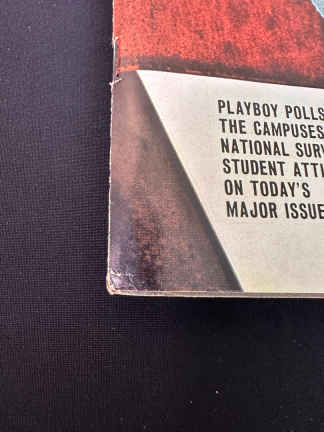 PLAYBOY POLLS
THE CAMPUSES
NATIONAL SURV
STUDENT ATTI
ON TODAY'S
MAJOR ISSUE